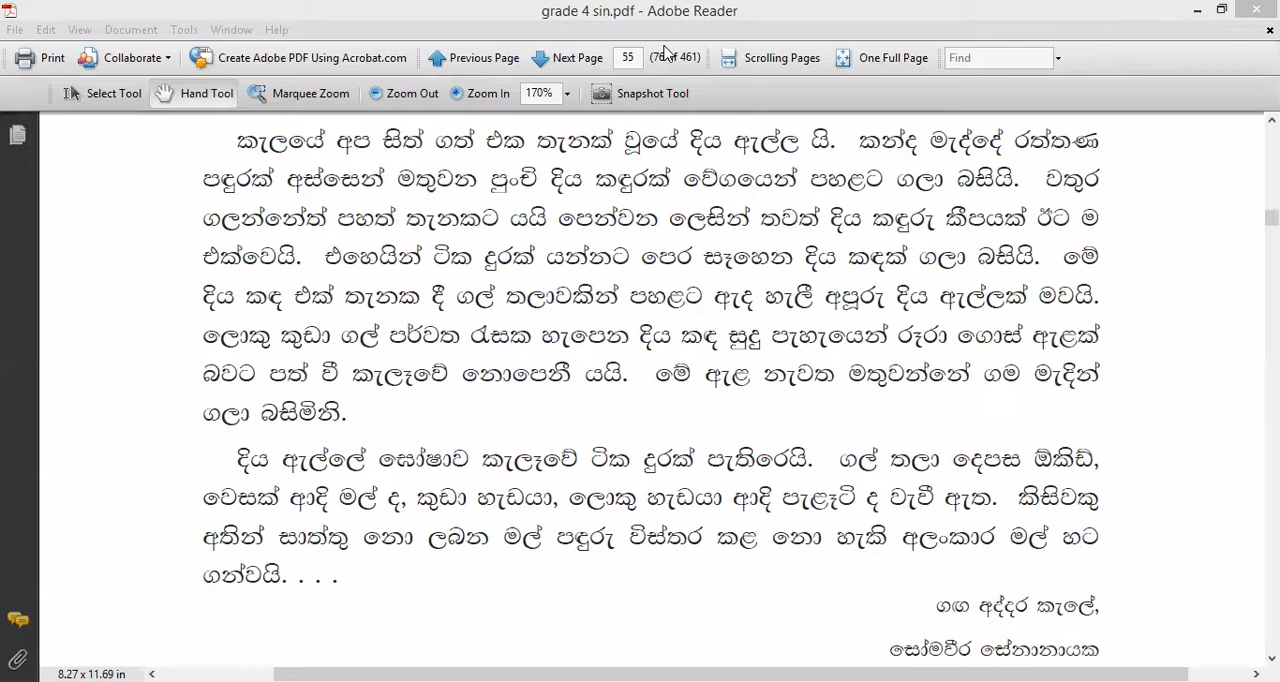 grade 4 sin.pdf - Adobe Reader
File Edit View Document Tools Window Help
Print Collaborate Create Adobe PDF Using Acrobat.com Previous Page Next Page 55 (76 of 461) Scrolling Pages One Full Page Find
Select Tool Hand Tool Marquee Zoom Zoom Out Zoom In 170% Snapshot Tool
කැලයේ අප සිත් ගත් එක තැනක් වූයේ දිය ඇල්ල යි. කන්ද මැද්දේ රත්තණ
පඳුරක් අස්සෙන් මතුවන පුංචි දිය කඳුරක් වේගයෙන් පහළට ගලා බසියි. වතුර
ගලන්නේත් පහත් තැනකට යයි පෙන්වන ලෙසින් තවත් දිය කඳුරු කීපයක් ඊට ම
එක්වෙයි. එහෙයින් ටික දුරක් යන්නට පෙර සෑහෙන දිය කඳක් ගලා බසියි. මේ
දිය කඳ එක් තැනක දී ගල් තලාවකින් පහළට ඇද හැලී අපූරු දිය ඇල්ලක් මවයි.
ලොකු කුඩා ගල් පර්වත රැසක හැපෙන දිය කඳ සුදු පැහැයෙන් රූරා ගොස් ඇළක්
බවට පත් වී කැලෑවේ නොපෙනී යයි. මේ ඇළ නැවත මතුවන්නේ ගම මැදින්
ගලා බසිමිනි.
දිය ඇල්ලේ ඝෝෂාව කැලෑවේ ටික දුරක් පැතිරෙයි. ගල් තලා දෙපස ඕකිඩ්,
වෙසක් ආදි මල් ද, කුඩා හැඩයා, ලොකු හැඩයා ආදි පැළෑටි ද වැවී ඇත. කිසිවකු
අතින් සාත්තු නො ලබන මල් පඳුරු විස්තර කළ නො හැකි අලංකාර මල් හට
ගන්වයි. . . .
ගඟ අද්දර කැලේ,
සෝමවීර සේනානායක
8.27 x 11.69 in